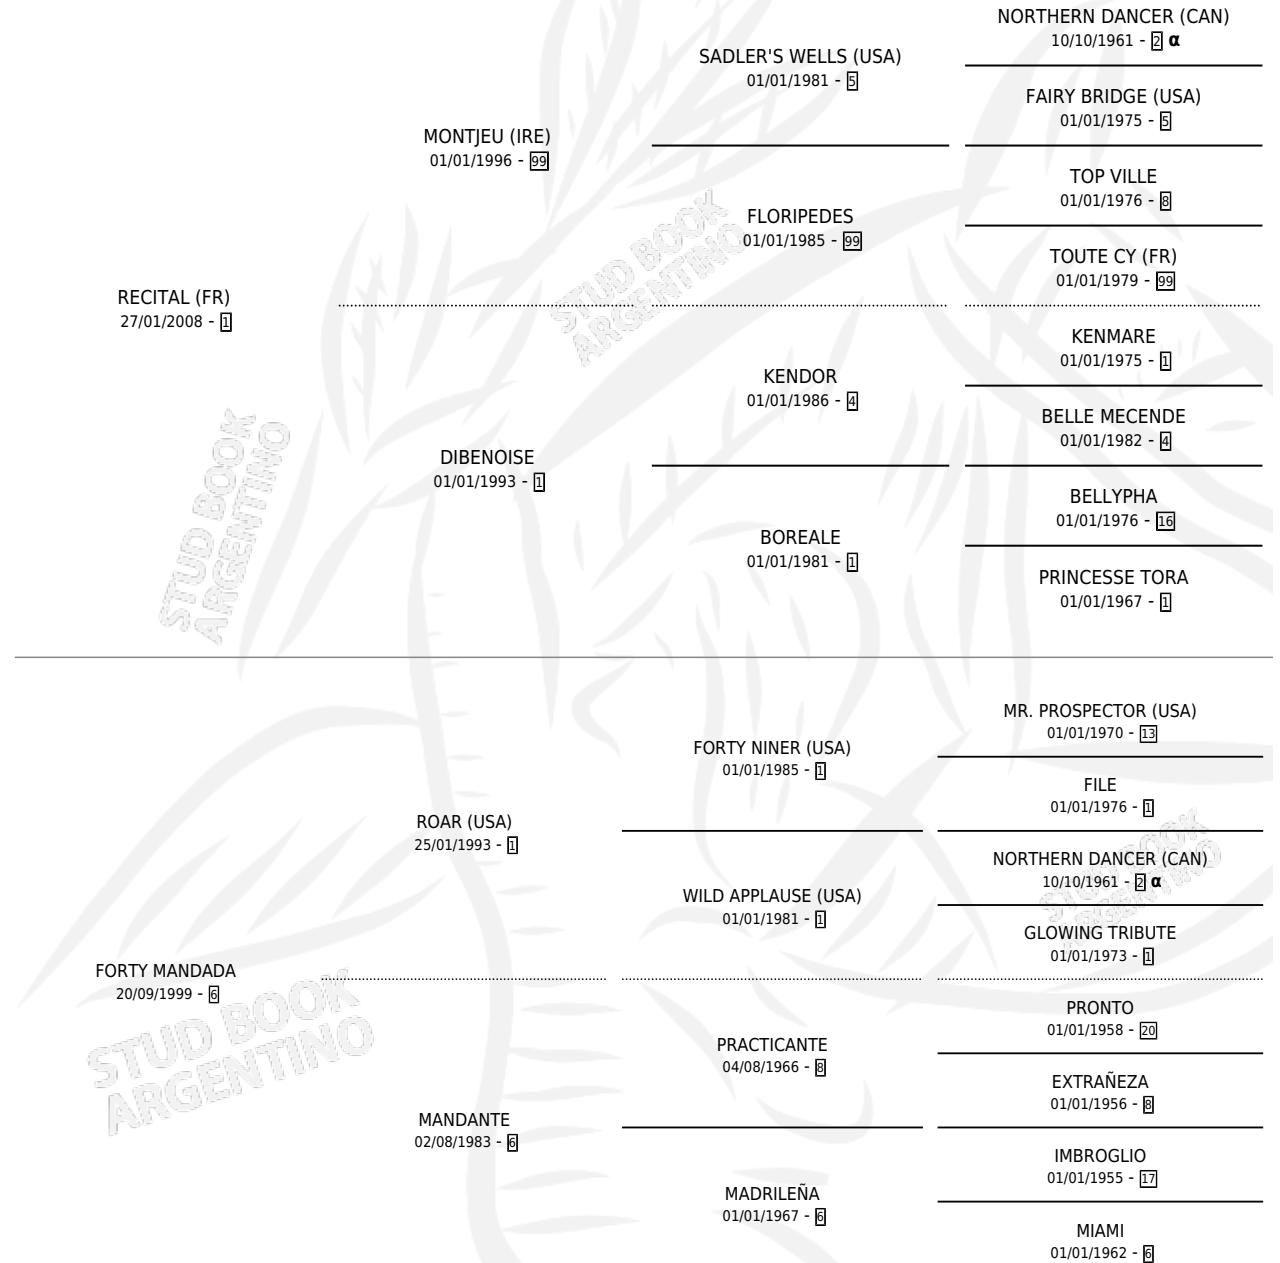 NORTHERN DANCER (CAN)
10/10/1961 - 2 α
SADLER'S WELLS (USA)
01/01/1981 - 5
FAIRY BRIDGE (USA)
01/01/1975 - 5
MONTJEU (IRE)
01/01/1996 - 99
TOP VILLE
01/01/1976 - 8
FLORIPEDES
01/01/1985 - 99
TOUTE CY (FR)
01/01/1979 - 99
RECITAL (FR)
27/01/2008 - 1
KENMARE
01/01/1975 - 1
KENDOR
01/01/1986 - 4
BELLE MECENDE
01/01/1982 - 4
DIBENOISE
01/01/1993 - 1
BELLYPHA
01/01/1976 - 16
BOREALE
01/01/1981 - 1
PRINCESSE TORA
01/01/1967 - 1
STUD BOOK
ARGENTINO
STUD BOOK
ARGENTINO
MR. PROSPECTOR (USA)
01/01/1970 - 13
FORTY NINER (USA)
01/01/1985 - 1
FILE
01/01/1976 - 1
ROAR (USA)
25/01/1993 - 1
NORTHERN DANCER (CAN)
10/10/1961 - 2 α
WILD APPLAUSE (USA)
01/01/1981 - 1
GLOWING TRIBUTE
01/01/1973 - 1
STUD BOOK
ARGENTINO
FORTY MANDADA
20/09/1999 - 6
PRONTO
01/01/1958 - 20
PRACTICANTE
04/08/1966 - 8
EXTRAÑEZA
01/01/1956 - 8
MANDANTE
02/08/1983 - 6
IMBROGLIO
01/01/1955 - 17
MADRILEÑA
01/01/1967 - 6
MIAMI
01/01/1962 - 6
STUD BOOK
ARGENTINO